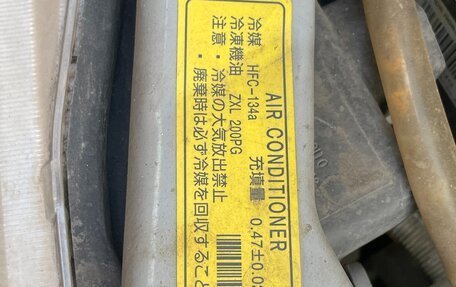 AIR CONDITIONER
冷媒 HFC-134a 充填量 0.47±0.0
冷凍機油 ZXL 200PG
注意・冷媒の大気放出禁止
・廃棄時は必ず冷媒を回収すること